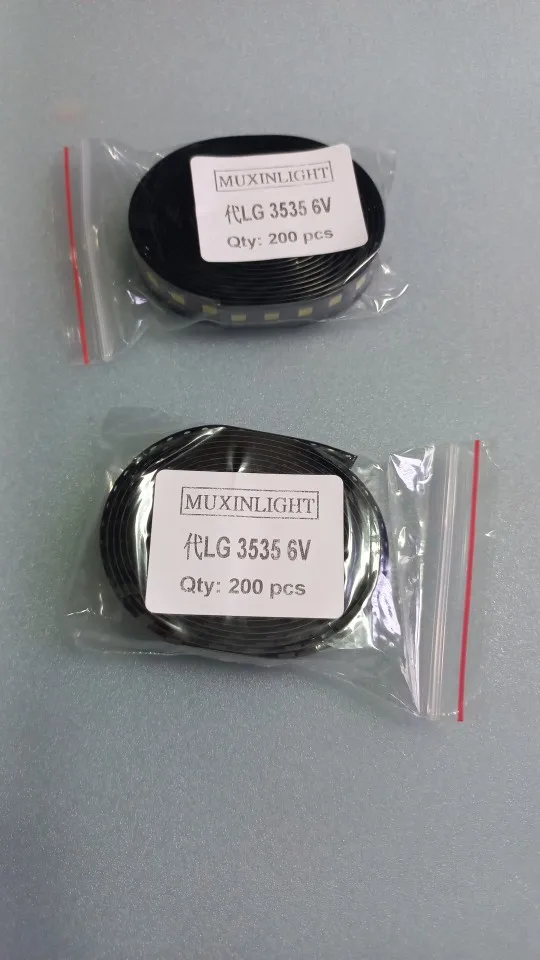 MUXINLIGHT
代LG 3535 6V
Qty: 200 pcs
MUXINLIGHT
代LG 3535 6V
Qty: 200 pcs